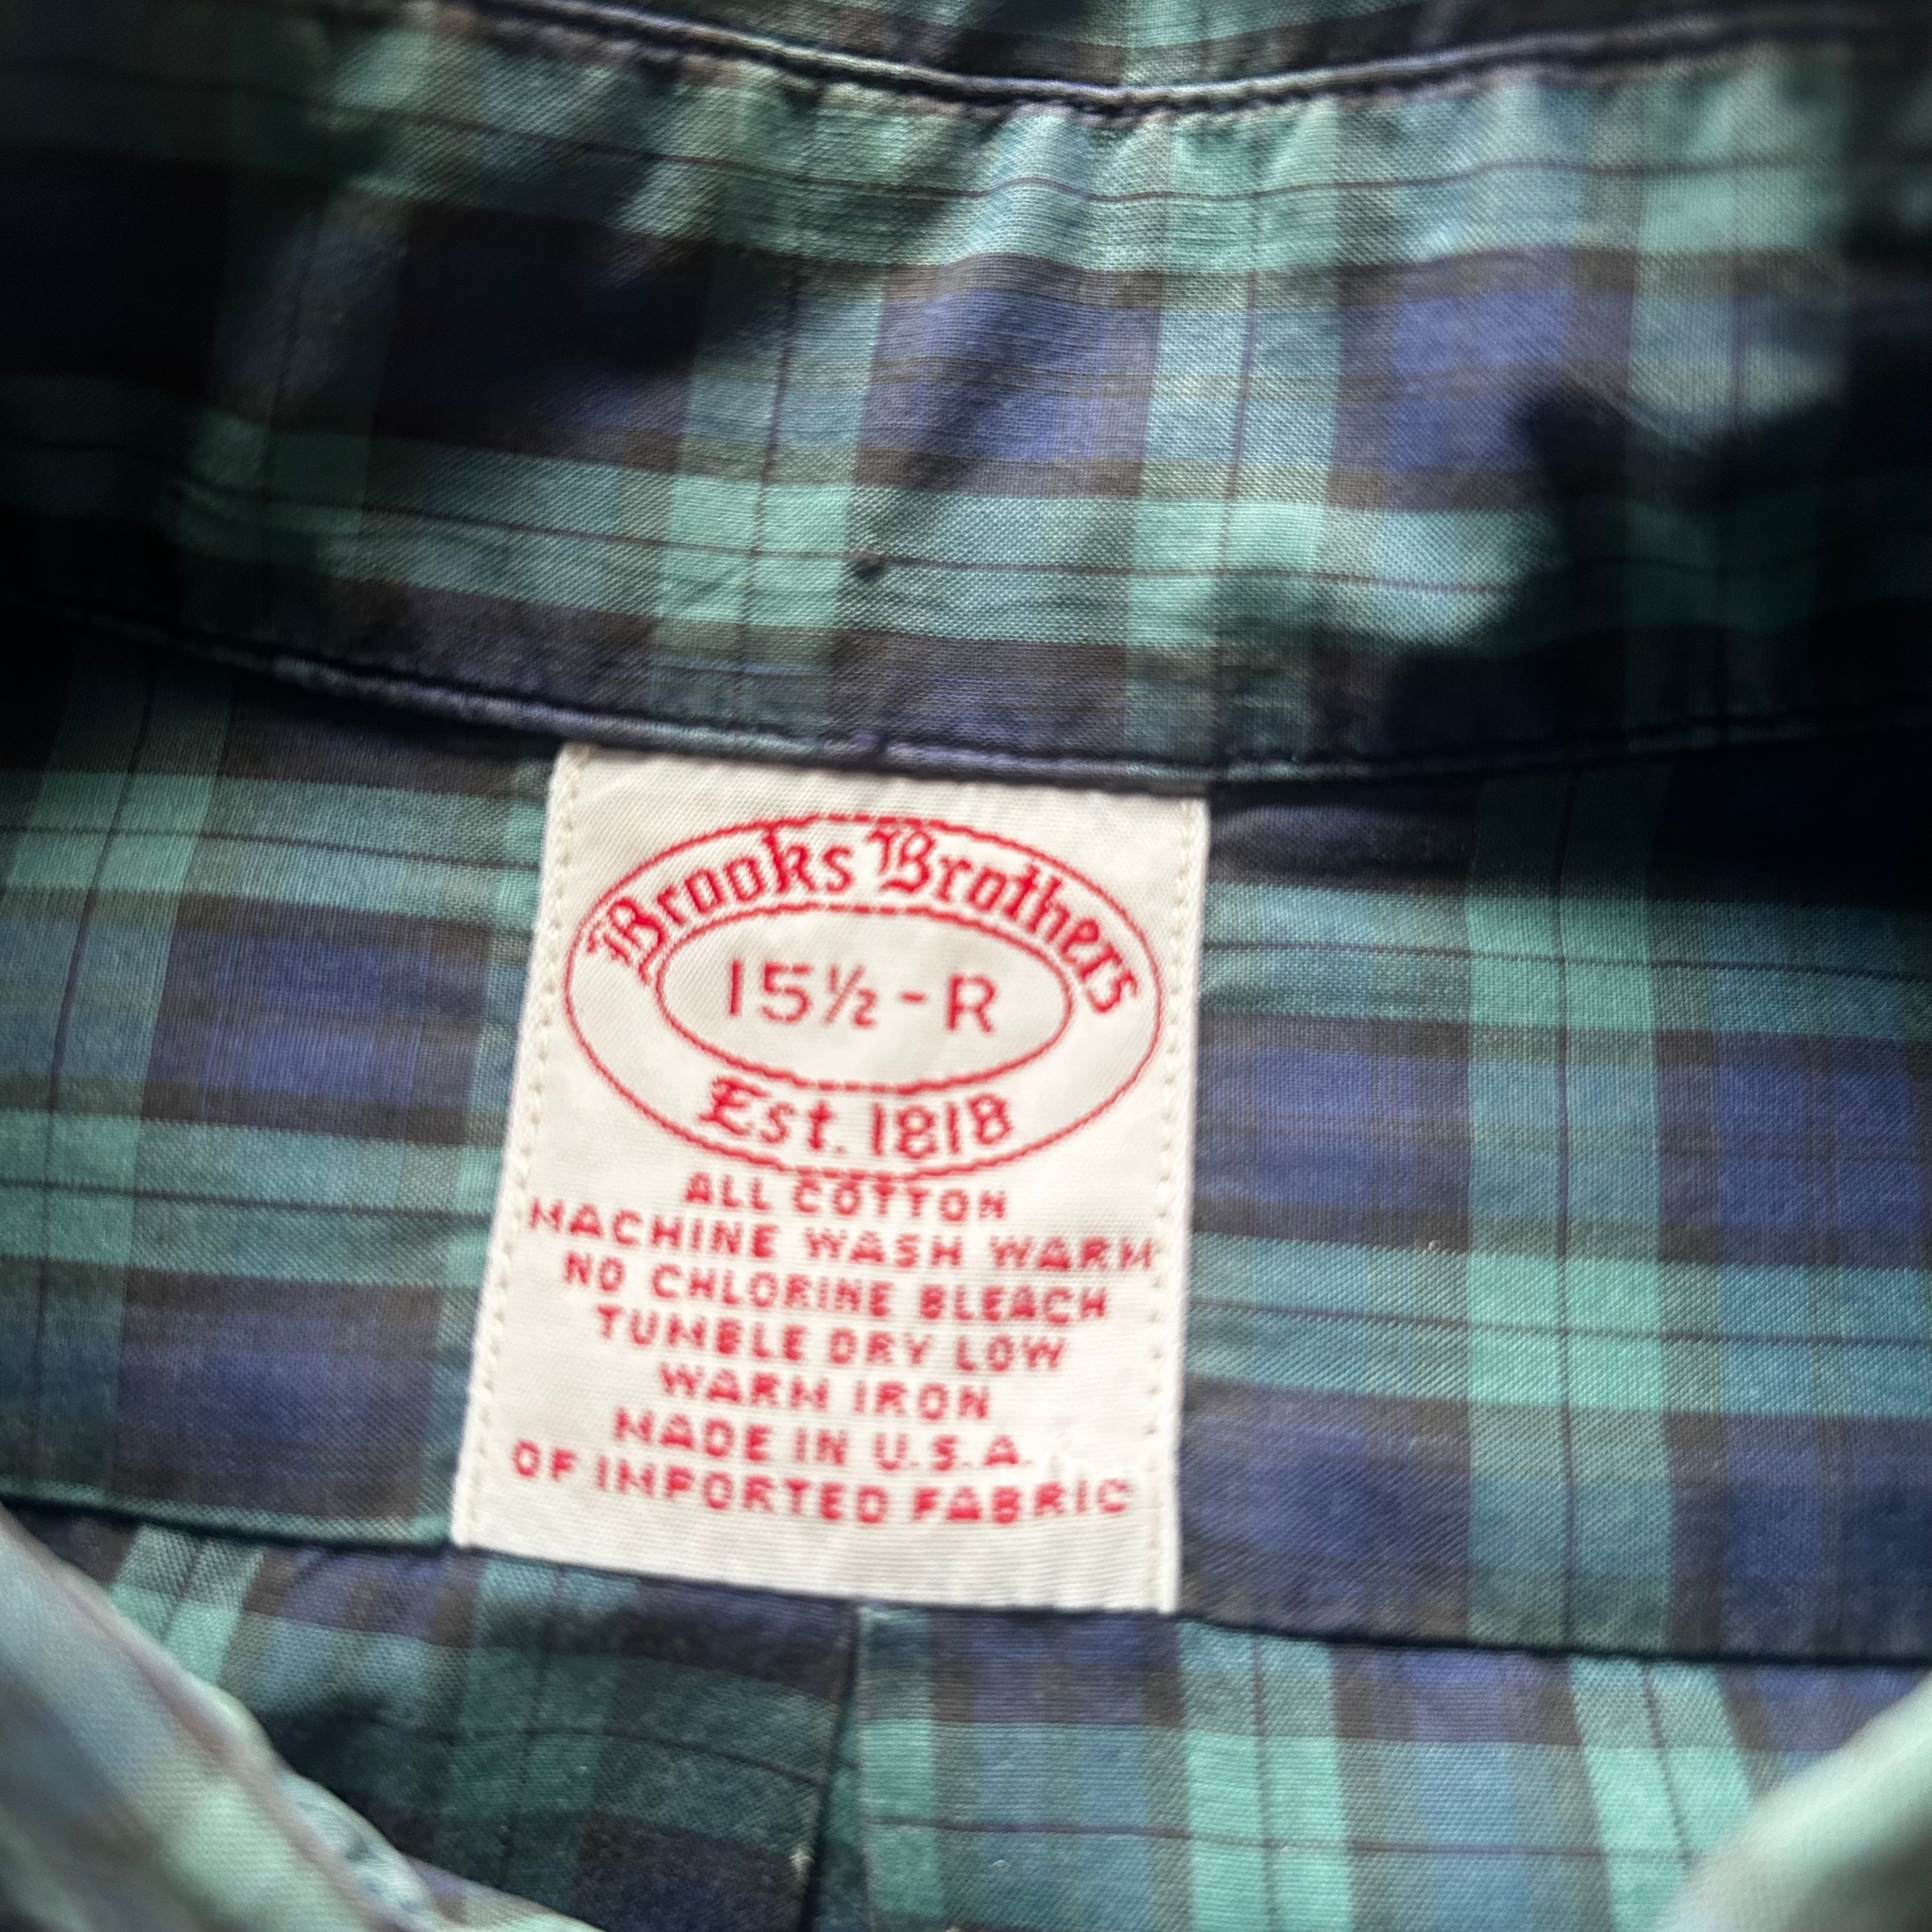 Brooks Brothers
15½-R
Est. 1818
ALL COTTON
MACHINE WASH WARM
NO CHLORINE BLEACH
TUMBLE DRY LOW
WARM IRON
MADE IN U.S.A.
OF IMPORTED FABRIC